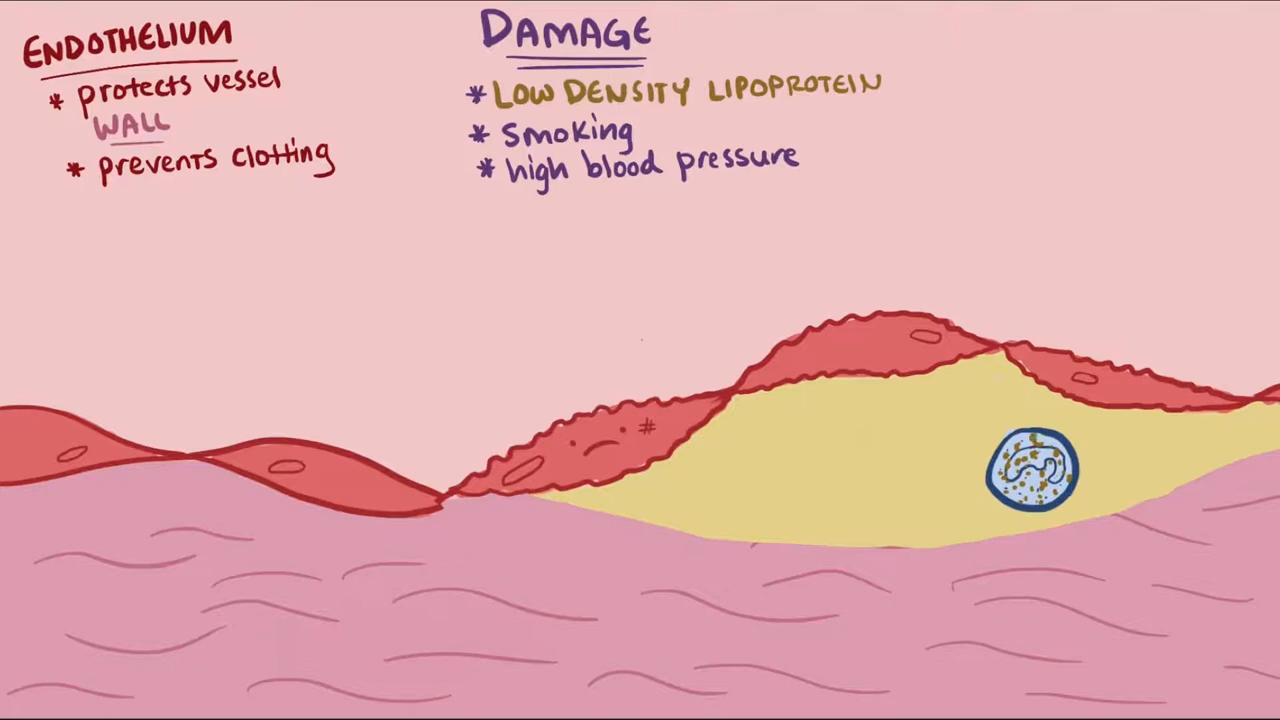 ENDOTHELIUM
* protects vessel
WALL
* prevents clotting
DAMAGE
* LOW DENSITY LIPOPROTEIN
* smoking
* high blood pressure
#